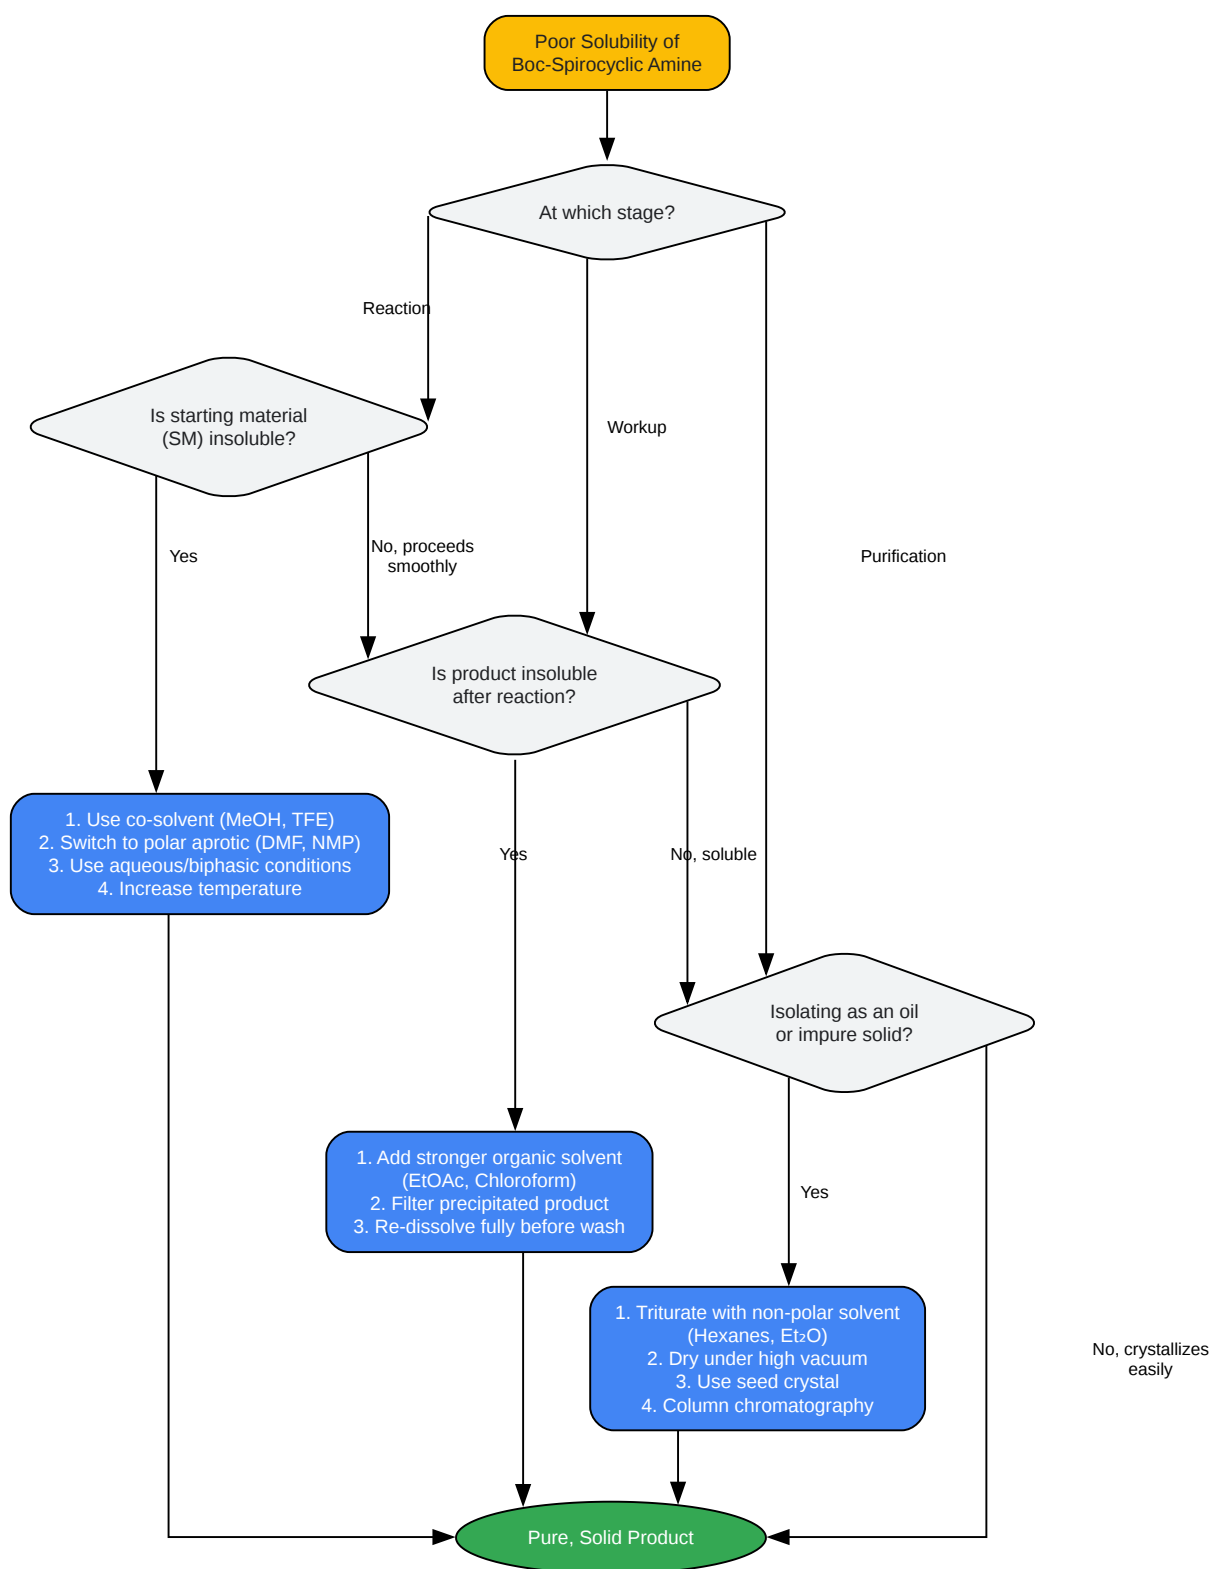 Poor Solubility of
Boc-Spirocyclic Amine
At which stage?
Reaction
Is starting material
(SM) insoluble?
Workup
Yes
No, proceeds
smoothly
Purification
Is product insoluble
after reaction?
1. Use co-solvent (MeOH, TFE)
2. Switch to polar aprotic (DMF, NMP)
3. Use aqueous/biphasic conditions
4. Increase temperature
Yes
No, soluble
Isolating as an oil
or impure solid?
1. Add stronger organic solvent
(EtOAc, Chloroform)
2. Filter precipitated product
3. Re-dissolve fully before wash
Yes
1. Triturate with non-polar solvent
(Hexanes, Et₂O)
2. Dry under high vacuum
3. Use seed crystal
4. Column chromatography
No, crystallizes
easily
Pure, Solid Product